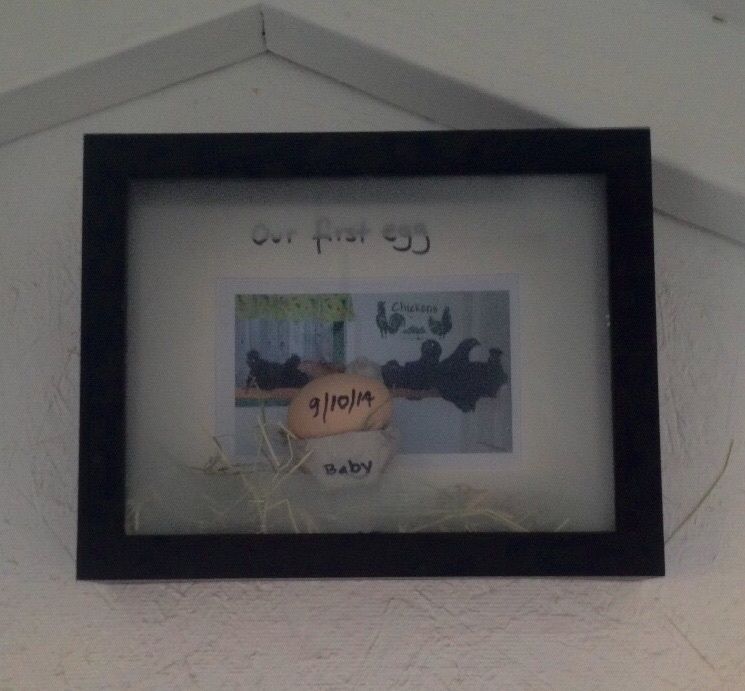 Our first egg
Chickens
9/10/14
Baby